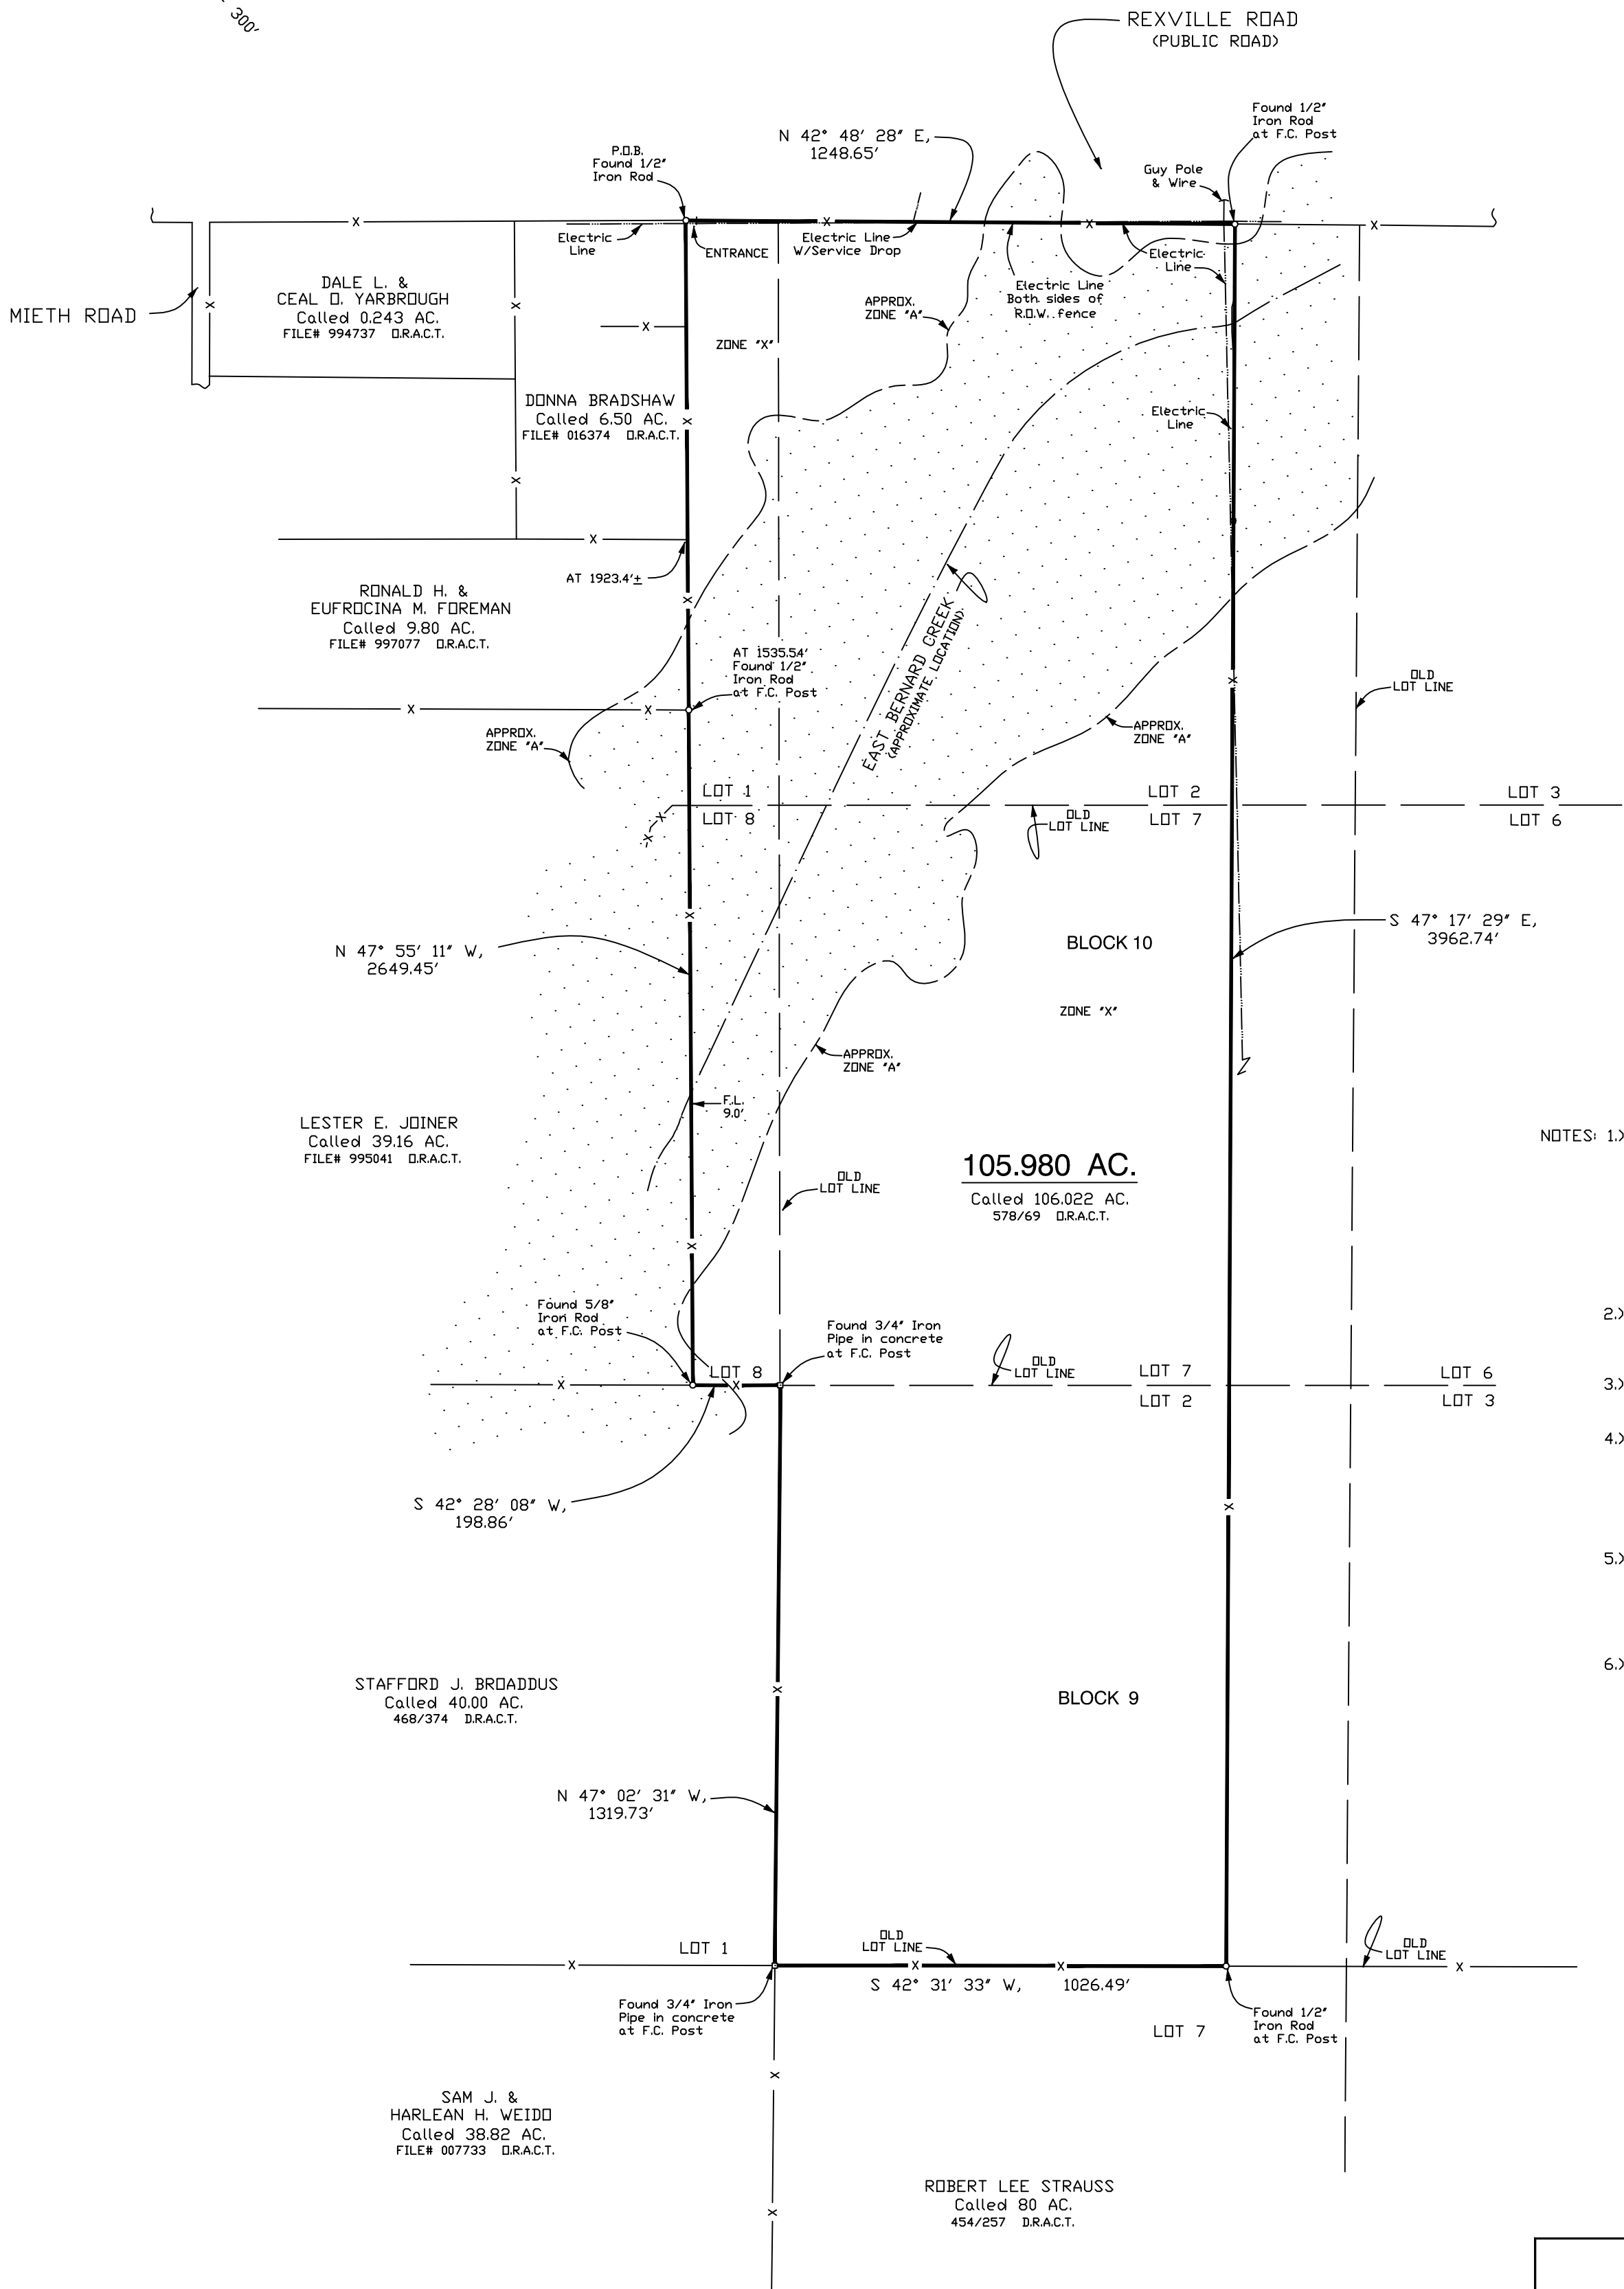 300'
REXVILLE ROAD
(PUBLIC ROAD)
Found 1/2"
Iron Rod
at F.C. Post
N 42° 48' 28" E,
1248.65'
P.O.B.
Found 1/2"
Iron Rod
Guy Pole
& Wire
Electric
Line
ENTRANCE
Electric Line
W/Service Drop
Electric
Line
Electric Line
Both sides of
R.O.W. fence
MIETH ROAD
DALE L. &
CEAL O. YARBROUGH
Called 0.243 AC.
FILE# 994737 O.R.A.C.T.
APPROX.
ZONE "A"
ZONE "X"
DONNA BRADSHAW
Called 6.50 AC.
FILE# 016374 O.R.A.C.T.
Electric
Line
AT 1923.4'±
RONALD H. &
EUFROCINA M. FOREMAN
Called 9.80 AC.
FILE# 997077 O.R.A.C.T.
AT 1535.54'
Found 1/2"
Iron Rod
at F.C. Post
EAST BERNARD CREEK
(APPROXIMATE LOCATION)
OLD
LOT LINE
APPROX.
ZONE "A"
APPROX.
ZONE "A"
LOT 1
LOT 2
LOT 3
LOT 8
OLD
LOT LINE
LOT 7
LOT 6
N 47° 55' 11" W,
2649.45'
BLOCK 10
S 47° 17' 29" E,
3962.74'
ZONE "X"
APPROX.
ZONE "A"
F.L.
9.0'
LESTER E. JOINER
Called 39.16 AC.
FILE# 995041 O.R.A.C.T.
NOTES: 1.)
105.980 AC.
Called 106.022 AC.
578/69 O.R.A.C.T.
OLD
LOT LINE
Found 5/8"
Iron Rod
at F.C. Post
Found 3/4" Iron
Pipe in concrete
at F.C. Post
2.)
LOT 8
OLD
LOT LINE
LOT 7
LOT 6
3.)
LOT 2
LOT 3
4.)
S 42° 28' 08" W,
198.86'
5.)
6.)
STAFFORD J. BROADDUS
Called 40.00 AC.
468/374 D.R.A.C.T.
BLOCK 9
N 47° 02' 31" W,
1319.73'
LOT 1
OLD
LOT LINE
OLD
LOT LINE
S 42° 31' 33" W, 1026.49'
Found 3/4" Iron
Pipe in concrete
at F.C. Post
Found 1/2"
Iron Rod
at F.C. Post
LOT 7
SAM J. &
HARLEAN H. WEIDO
Called 38.82 AC.
FILE# 007733 O.R.A.C.T.
ROBERT LEE STRAUSS
Called 80 AC.
454/257 D.R.A.C.T.